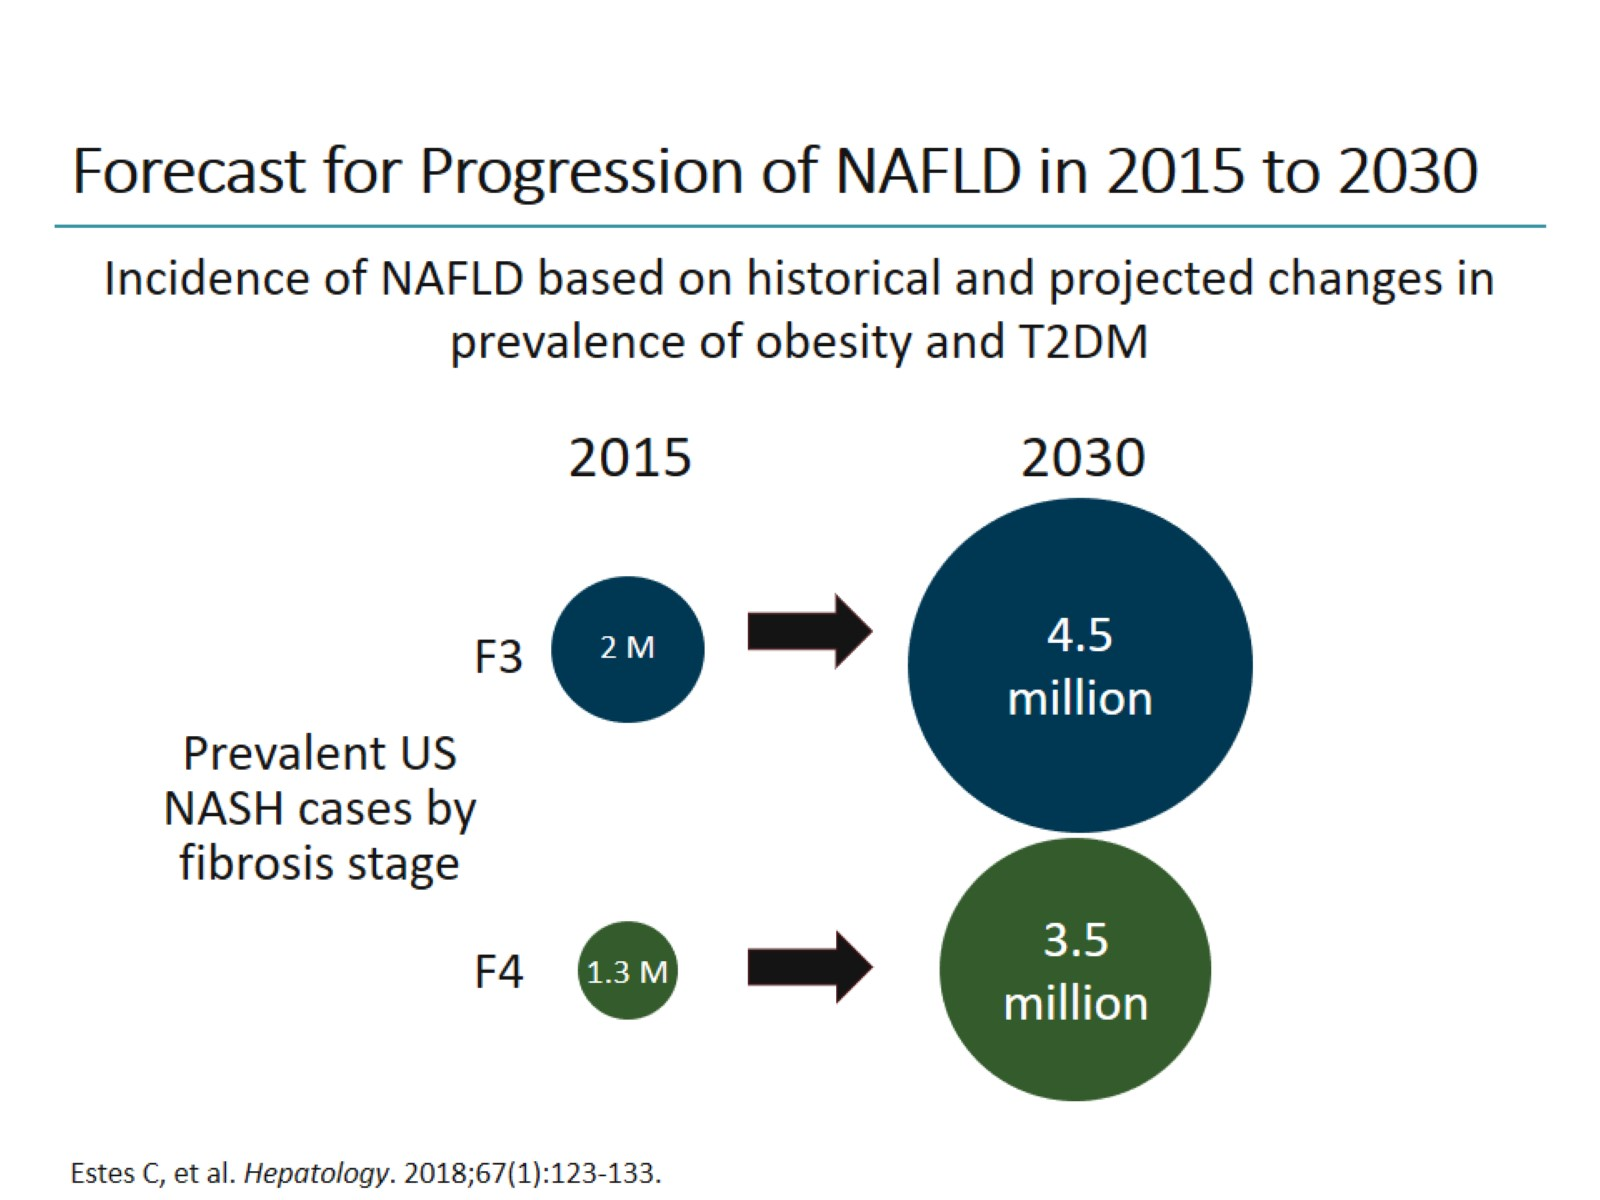 Forecast for Progression of NAFLD in 2015 to 2030
Incidence of NAFLD based on historical and projected changes in
prevalence of obesity and T2DM
2015
2030
F3
2 M
4.5
million
Prevalent US
NASH cases by
fibrosis stage
F4
1.3 M
3.5
million
Estes C, et al. Hepatology. 2018;67(1):123-133.